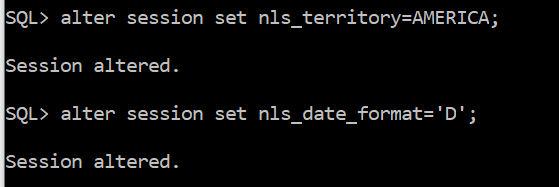 SQL> alter session set nls_territory=AMERICA;
Session altered.
SQL> alter session set nls_date_format='D';
Session altered.